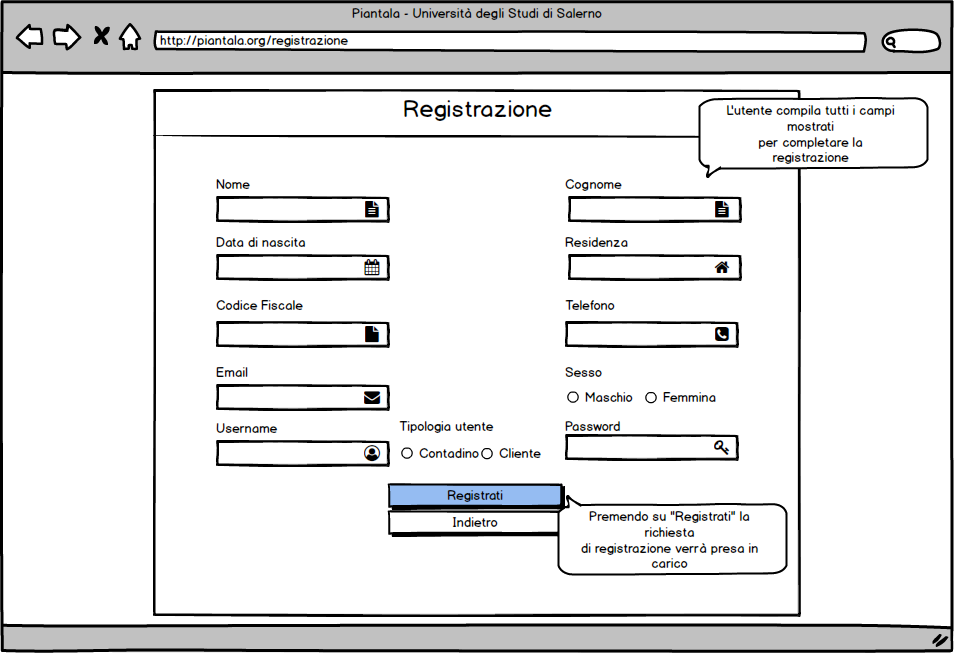 Piantala - Università degli Studi di Salerno
http://piantala.org/registrazione
Registrazione
L'utente compila tutti i campi
mostrati
per completare la
registrazione
Nome
Cognome
Data di nascita
Residenza
Codice Fiscale
Telefono
Email
Sesso
Maschio
Femmina
Username
Tipologia utente
Password
Contadino
Cliente
Registrati
Indietro
Premendo su "Registrati" la
richiesta
di registrazione verrà presa in
carico